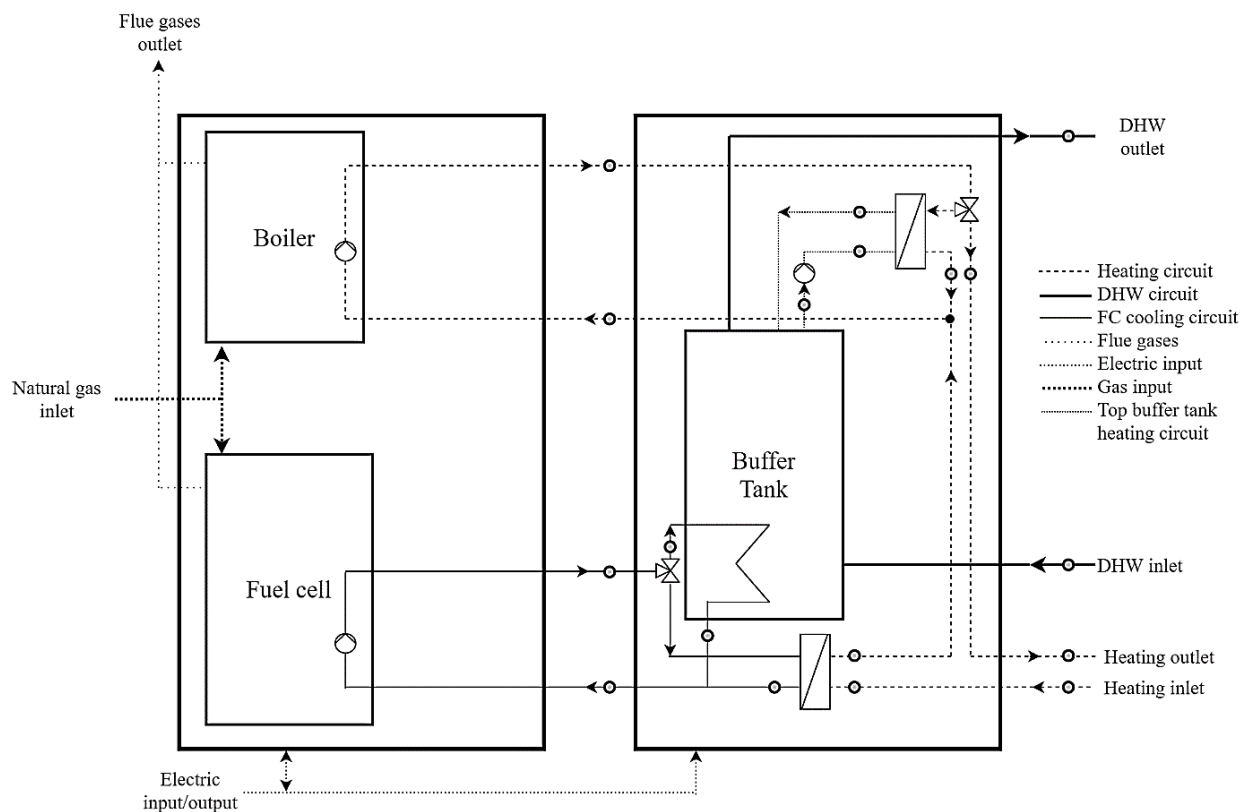 Flue gases
outlet
DHW
outlet
Boiler
Heating circuit
DHW circuit
FC cooling circuit
Flue gases
Electric input
Gas input
Top buffer tank
heating circuit
Natural gas
inlet
Buffer
Tank
Fuel cell
DHW inlet
Heating outlet
Heating inlet
Electric
input/output